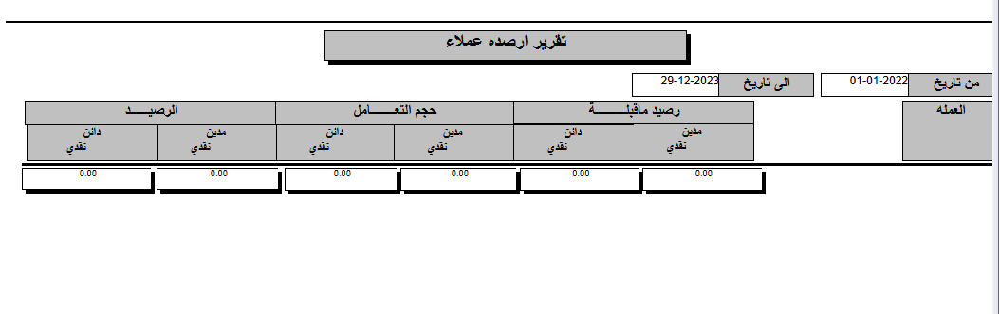 تقرير ارصده عملاء
من تاريخ 01-01-2022 الى تاريخ 29-12-2023
العمله رصيد ماقبلـــــــة حجم التعـــــامل الرصيـــــد
مدين دائن مدين دائن مدين دائن
نقدي نقدي نقدي نقدي نقدي نقدي
0.00 0.00 0.00 0.00 0.00 0.00